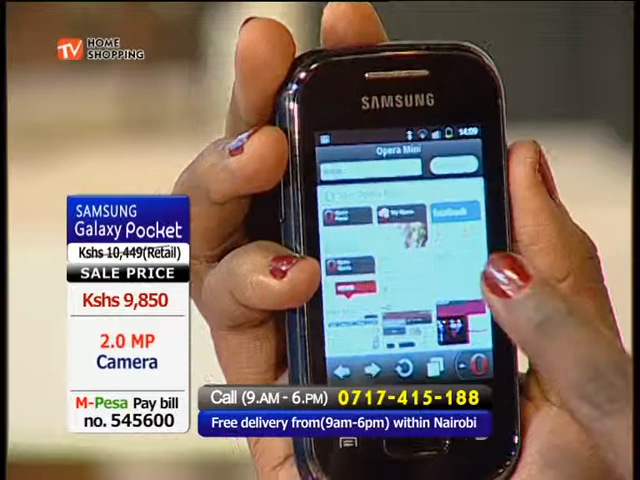 TV HOME
SHOPPING
SAMSUNG
14:09
Opera Mini
Facebook
SAMSUNG
Galaxy Pocket
Kshs 10,449(Retail)
SALE PRICE
Kshs 9,850
2.0 MP
Camera
M-Pesa Pay bill
no. 545600
Call (9.AM - 6.PM) 0717-415-188
Free delivery from(9am-6pm) within Nairobi